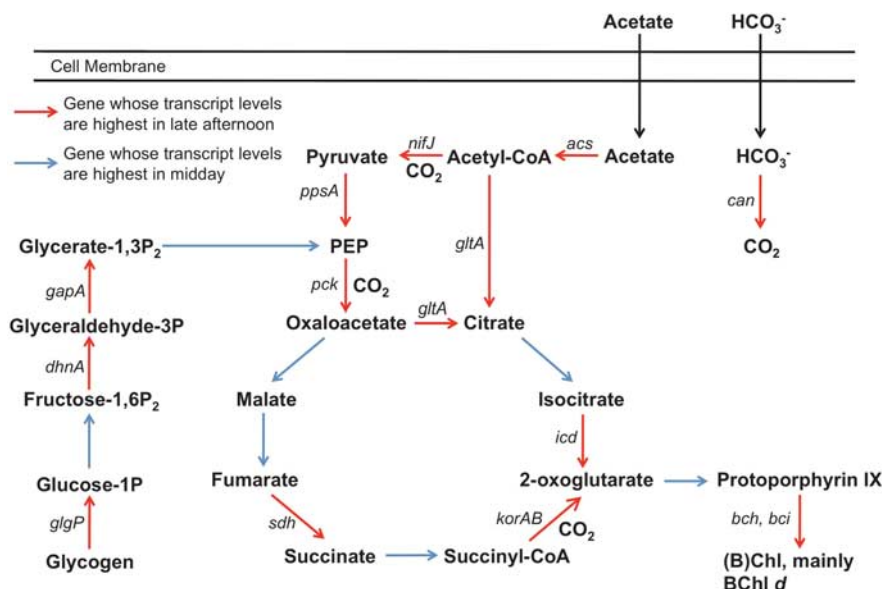 Acetate HCO₃⁻
Cell Membrane
Gene whose transcript levels
are highest in late afternoon
Gene whose transcript levels
are highest in midday
nifJ acs
Pyruvate CO₂ Acetyl-CoA Acetate HCO₃⁻
ppsA can
Glycerate-1,3P₂ PEP gltA CO₂
gapA pck CO₂
Glyceraldehyde-3P Oxaloacetate gltA Citrate
dhnA
Fructose-1,6P₂ Malate Isocitrate
icd
Glucose-1P Fumarate 2-oxoglutarate Protoporphyrin IX
glgP sdh korAB CO₂ bch, bci
Glycogen Succinate Succinyl-CoA (B)Chl, mainly
BChl d